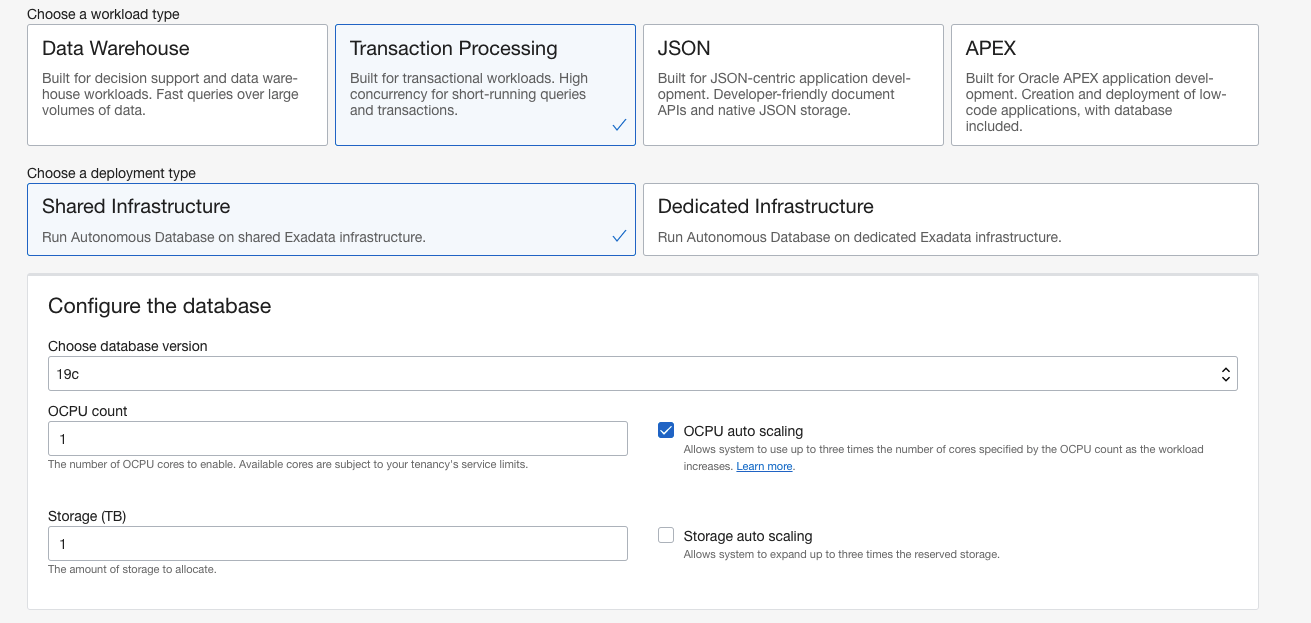 Choose a workload type
Data Warehouse
Built for decision support and data ware-
house workloads. Fast queries over large
volumes of data.
Transaction Processing
Built for transactional workloads. High
concurrency for short-running queries
and transactions.
JSON
Built for JSON-centric application devel-
opment. Developer-friendly document
APIs and native JSON storage.
APEX
Built for Oracle APEX application devel-
opment. Creation and deployment of low-
code applications, with database
included.
Choose a deployment type
Shared Infrastructure
Run Autonomous Database on shared Exadata infrastructure.
Dedicated Infrastructure
Run Autonomous Database on dedicated Exadata infrastructure.
Configure the database
Choose database version
19c
OCPU count
1
The number of OCPU cores to enable. Available cores are subject to your tenancy's service limits.
OCPU auto scaling
Allows system to use up to three times the number of cores specified by the OCPU count as the workload
increases. Learn more.
Storage (TB)
1
The amount of storage to allocate.
Storage auto scaling
Allows system to expand up to three times the reserved storage.